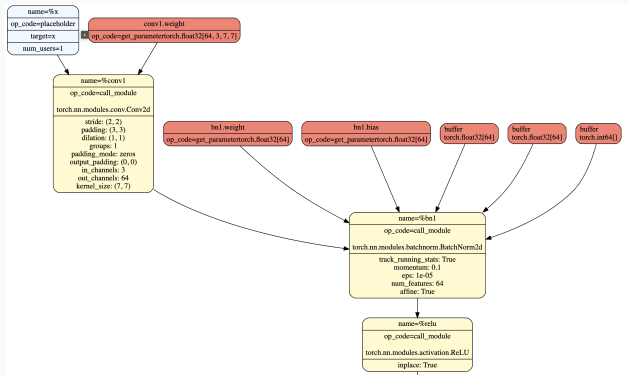 name=%x
op_code=placeholder
target=x
num_users=1
conv1.weight
op_code=get_parametertorch.float32[64, 3, 7, 7]
name=%conv1
op_code=call_module
torch.nn.modules.conv.Conv2d
stride: (2, 2)
padding: (3, 3)
dilation: (1, 1)
groups: 1
padding_mode: zeros
output_padding: (0, 0)
in_channels: 3
out_channels: 64
kernel_size: (7, 7)
bn1.weight
op_code=get_parametertorch.float32[64]
bn1.bias
op_code=get_parametertorch.float32[64]
buffer
torch.float32[64]
buffer
torch.float32[64]
buffer
torch.int64[]
name=%bn1
op_code=call_module
torch.nn.modules.batchnorm.BatchNorm2d
track_running_stats: True
momentum: 0.1
eps: 1e-05
num_features: 64
affine: True
name=%relu
op_code=call_module
torch.nn.modules.activation.ReLU
inplace: True